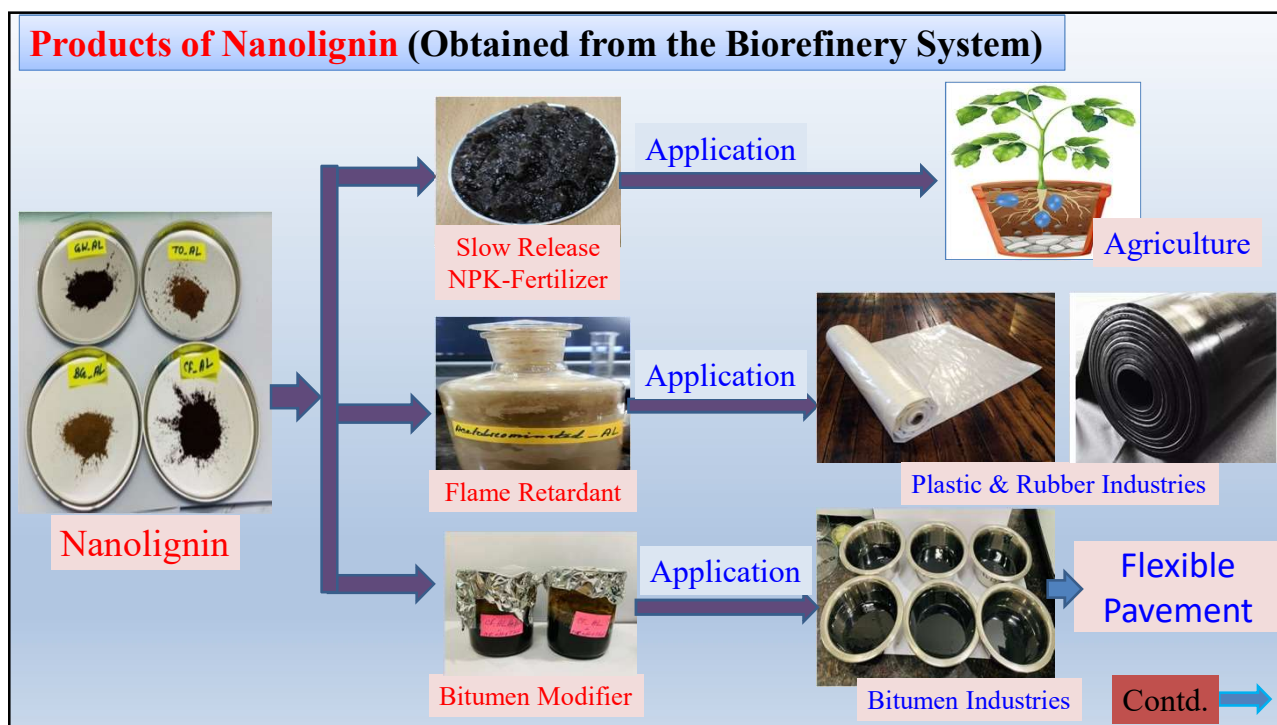 Products of Nanolignin (Obtained from the Biorefinery System)
GW_AL
TO_AL
BG_AL
CF_AL
Nanolignin
Slow Release
NPK-Fertilizer
Application
Agriculture
Flame Retardant
Application
Plastic & Rubber Industries
Bitumen Modifier
Application
Bitumen Industries
Flexible
Pavement
Contd.